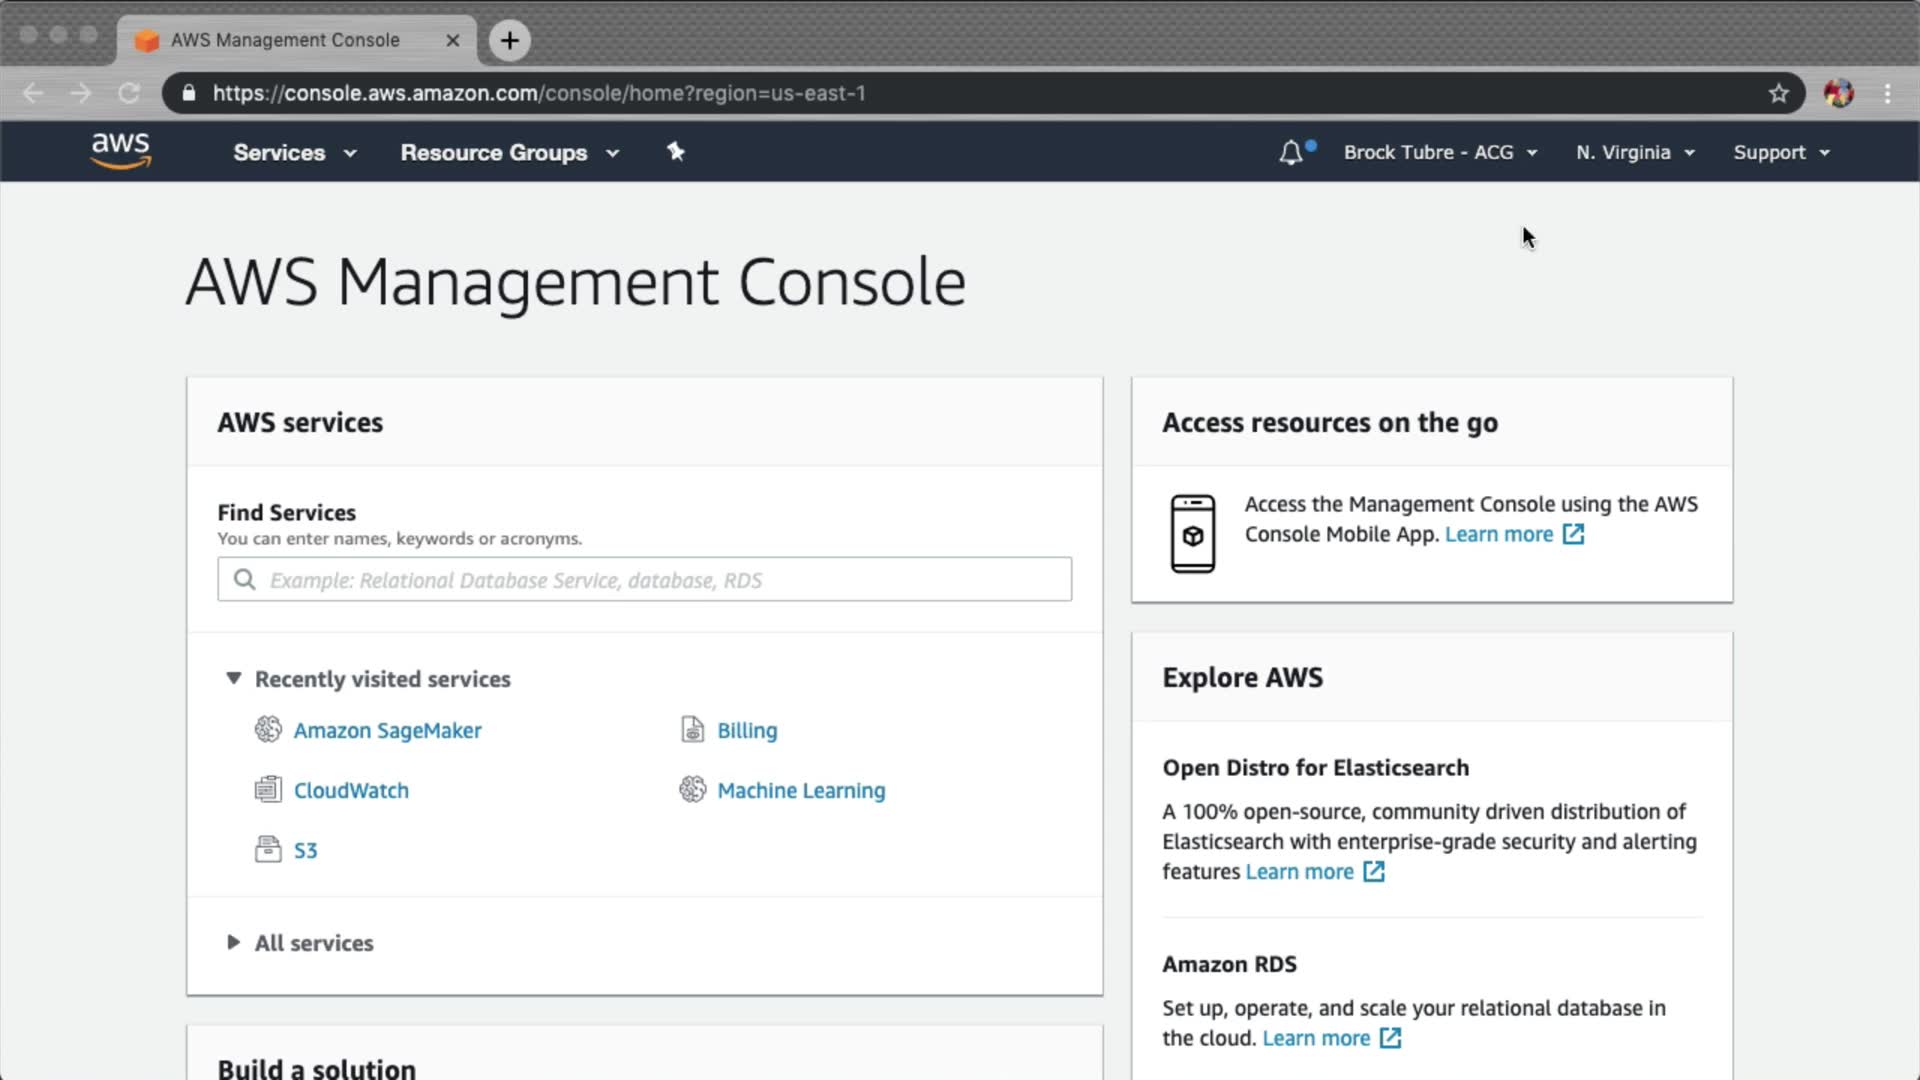 AWS Management Console
https://console.aws.amazon.com/console/home?region=us-east-1
aws
Services
Resource Groups
Brock Tubre - ACG
N. Virginia
Support
AWS Management Console
AWS services
Find Services
You can enter names, keywords or acronyms.
Example: Relational Database Service, database, RDS
Recently visited services
Amazon SageMaker
Billing
CloudWatch
Machine Learning
S3
All services
Build a solution
Access resources on the go
Access the Management Console using the AWS
Console Mobile App. Learn more
Explore AWS
Open Distro for Elasticsearch
A 100% open-source, community driven distribution of
Elasticsearch with enterprise-grade security and alerting
features Learn more
Amazon RDS
Set up, operate, and scale your relational database in
the cloud. Learn more